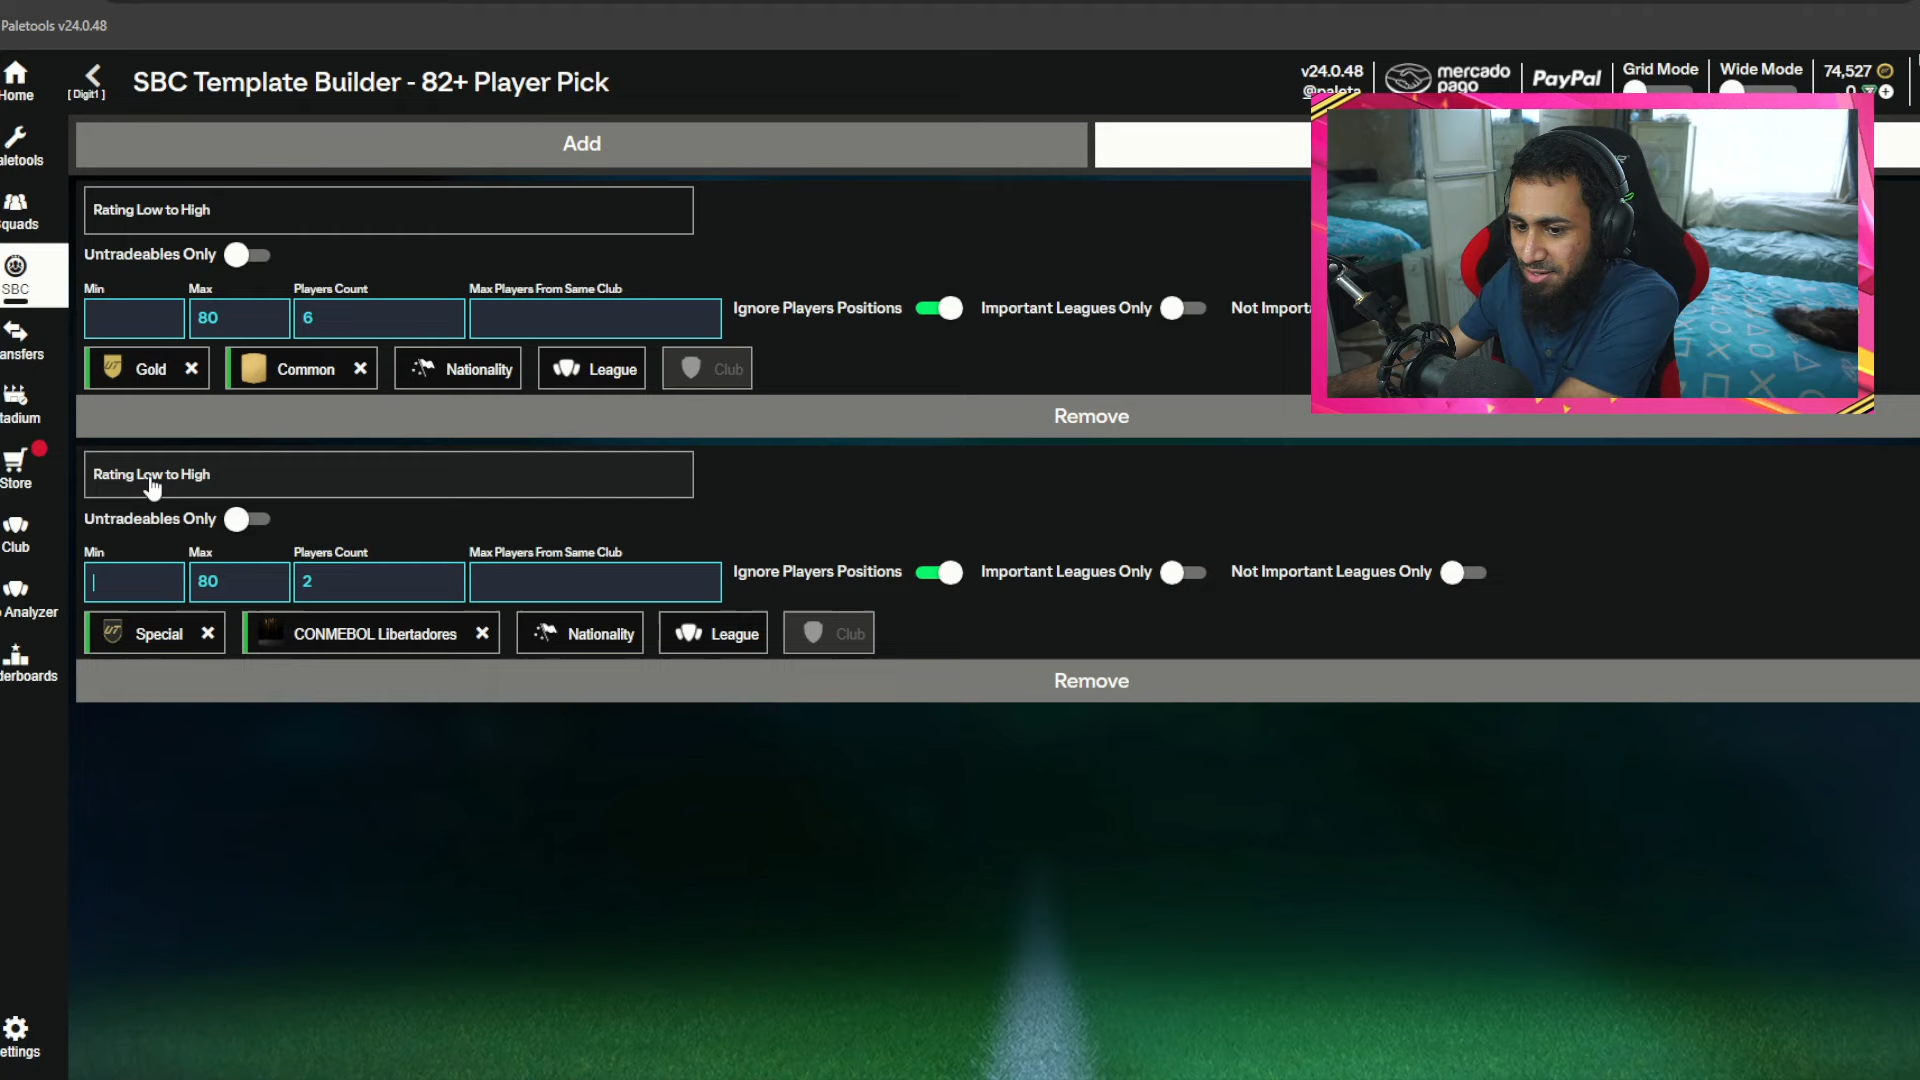 Paletools v24.0.48
Home
[ Digit1 ]
SBC Template Builder - 82+ Player Pick
v24.0.48
@paleta
mercado
pago
PayPal
Grid Mode
Wide Mode
74,527
0
aletools
quads
SBC
ansfers
tadium
Store
Club
Analyzer
derboards
ettings
Add
Rating Low to High
Untradeables Only
Min
Max
Players Count
Max Players From Same Club
80
6
Ignore Players Positions
Important Leagues Only
Not Import
UT Gold
Common
Nationality
League
Club
Remove
Rating Low to High
Untradeables Only
Min
Max
Players Count
Max Players From Same Club
80
2
Ignore Players Positions
Important Leagues Only
Not Important Leagues Only
UT Special
CONMEBOL Libertadores
Nationality
League
Club
Remove